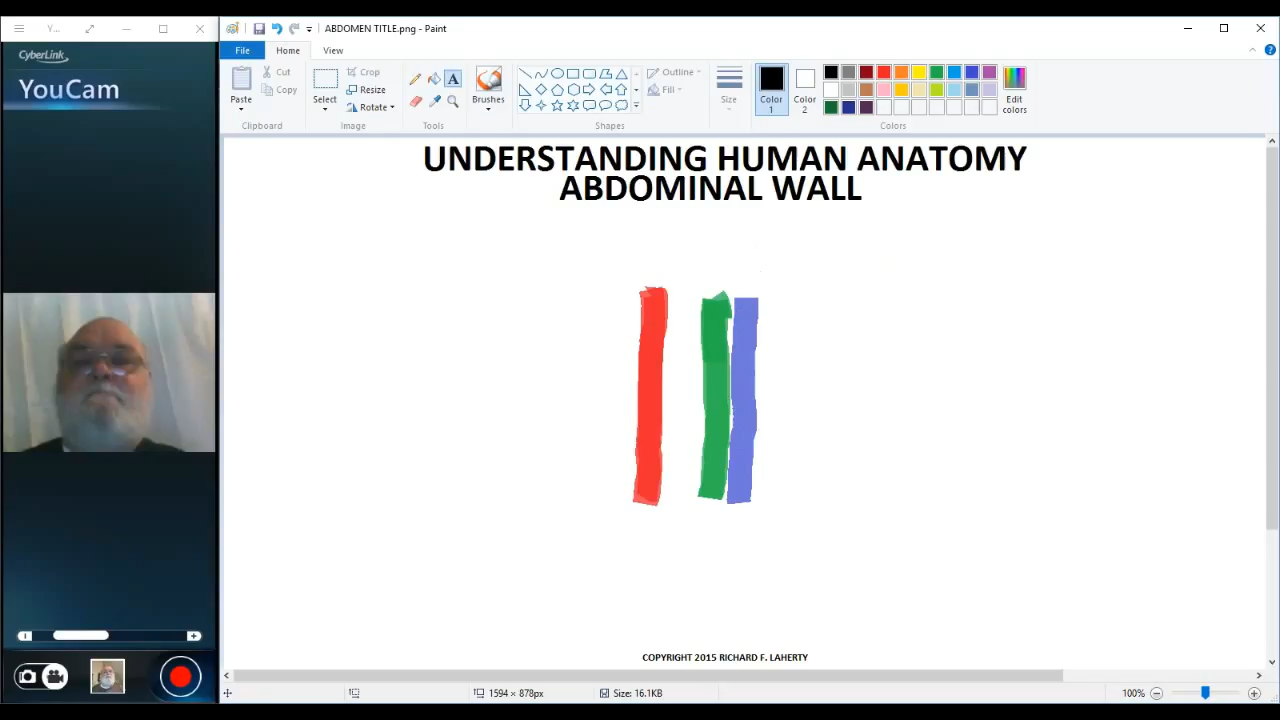 Y...
CyberLink
YouCam
ABDOMEN TITLE.png - Paint
File
Home
View
Paste
Cut
Copy
Clipboard
Select
Crop
Resize
Rotate
Image
A
Tools
Brushes
Shapes
Outline
Fill
Size
Color
1
Color
2
Edit
colors
Colors
UNDERSTANDING HUMAN ANATOMY
ABDOMINAL WALL
COPYRIGHT 2015 RICHARD F. LAHERTY
1594 × 878px
Size: 16.1KB
100%